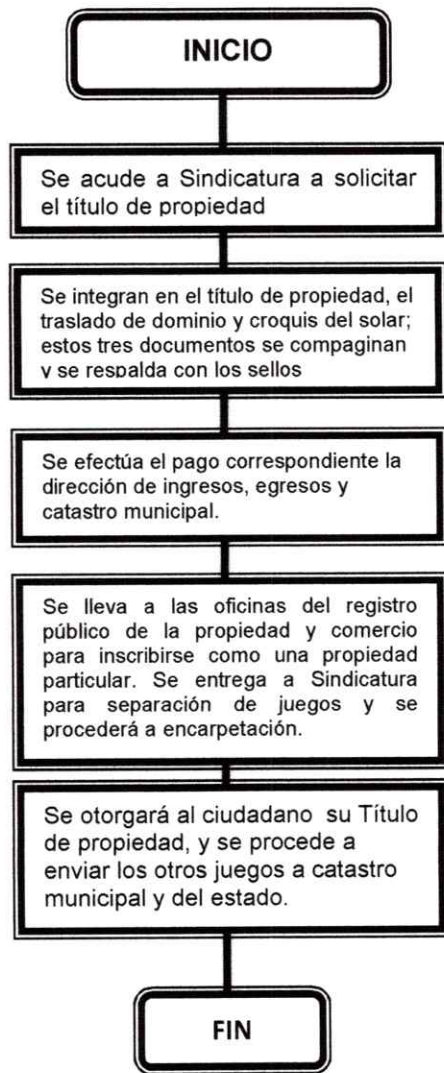 INICIO
Se acude a Sindicatura a solicitar
el título de propiedad
Se integran en el título de propiedad, el
traslado de dominio y croquis del solar;
estos tres documentos se compaginan
y se respalda con los sellos
Se efectúa el pago correspondiente la
dirección de ingresos, egresos y
catastro municipal.
Se lleva a las oficinas del registro
público de la propiedad y comercio
para inscribirse como una propiedad
particular. Se entrega a Sindicatura
para separación de juegos y se
procederá a encarpetación.
Se otorgará al ciudadano su Título
de propiedad, y se procede a
enviar los otros juegos a catastro
municipal y del estado.
FIN